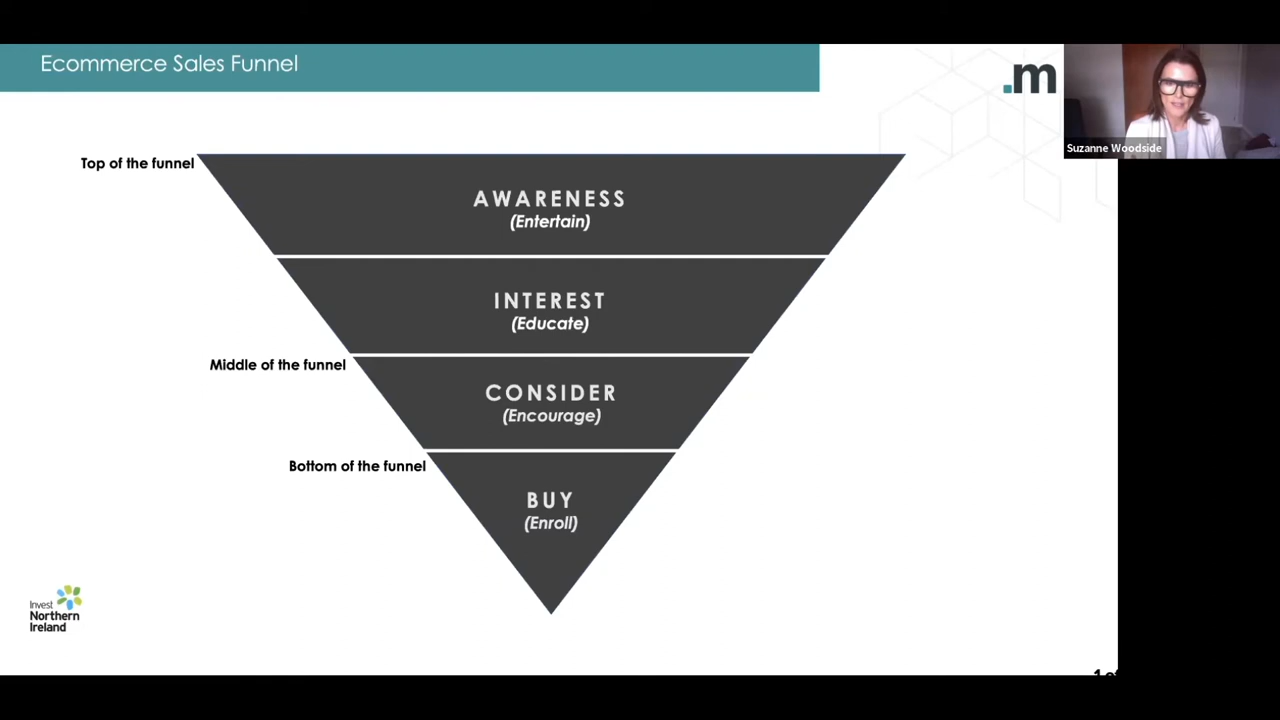 Ecommerce Sales Funnel
.m
Suzanne Woodside
Top of the funnel
AWARENESS
(Entertain)
INTEREST
(Educate)
Middle of the funnel
CONSIDER
(Encourage)
Bottom of the funnel
BUY
(Enroll)
Invest
Northern
Ireland